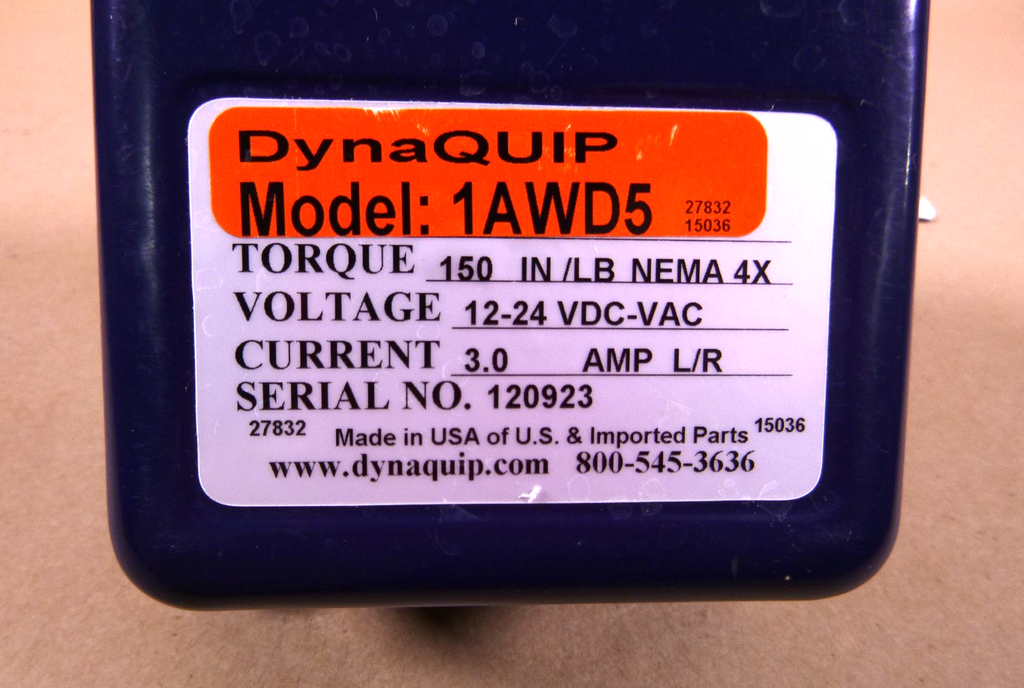 DynaQUIP
Model: 1AWD5 27832
15036
TORQUE 150 IN /LB NEMA 4X
VOLTAGE 12-24 VDC-VAC
CURRENT 3.0 AMP L/R
SERIAL NO. 120923
27832 Made in USA of U.S. & Imported Parts 15036
www.dynaquip.com 800-545-3636